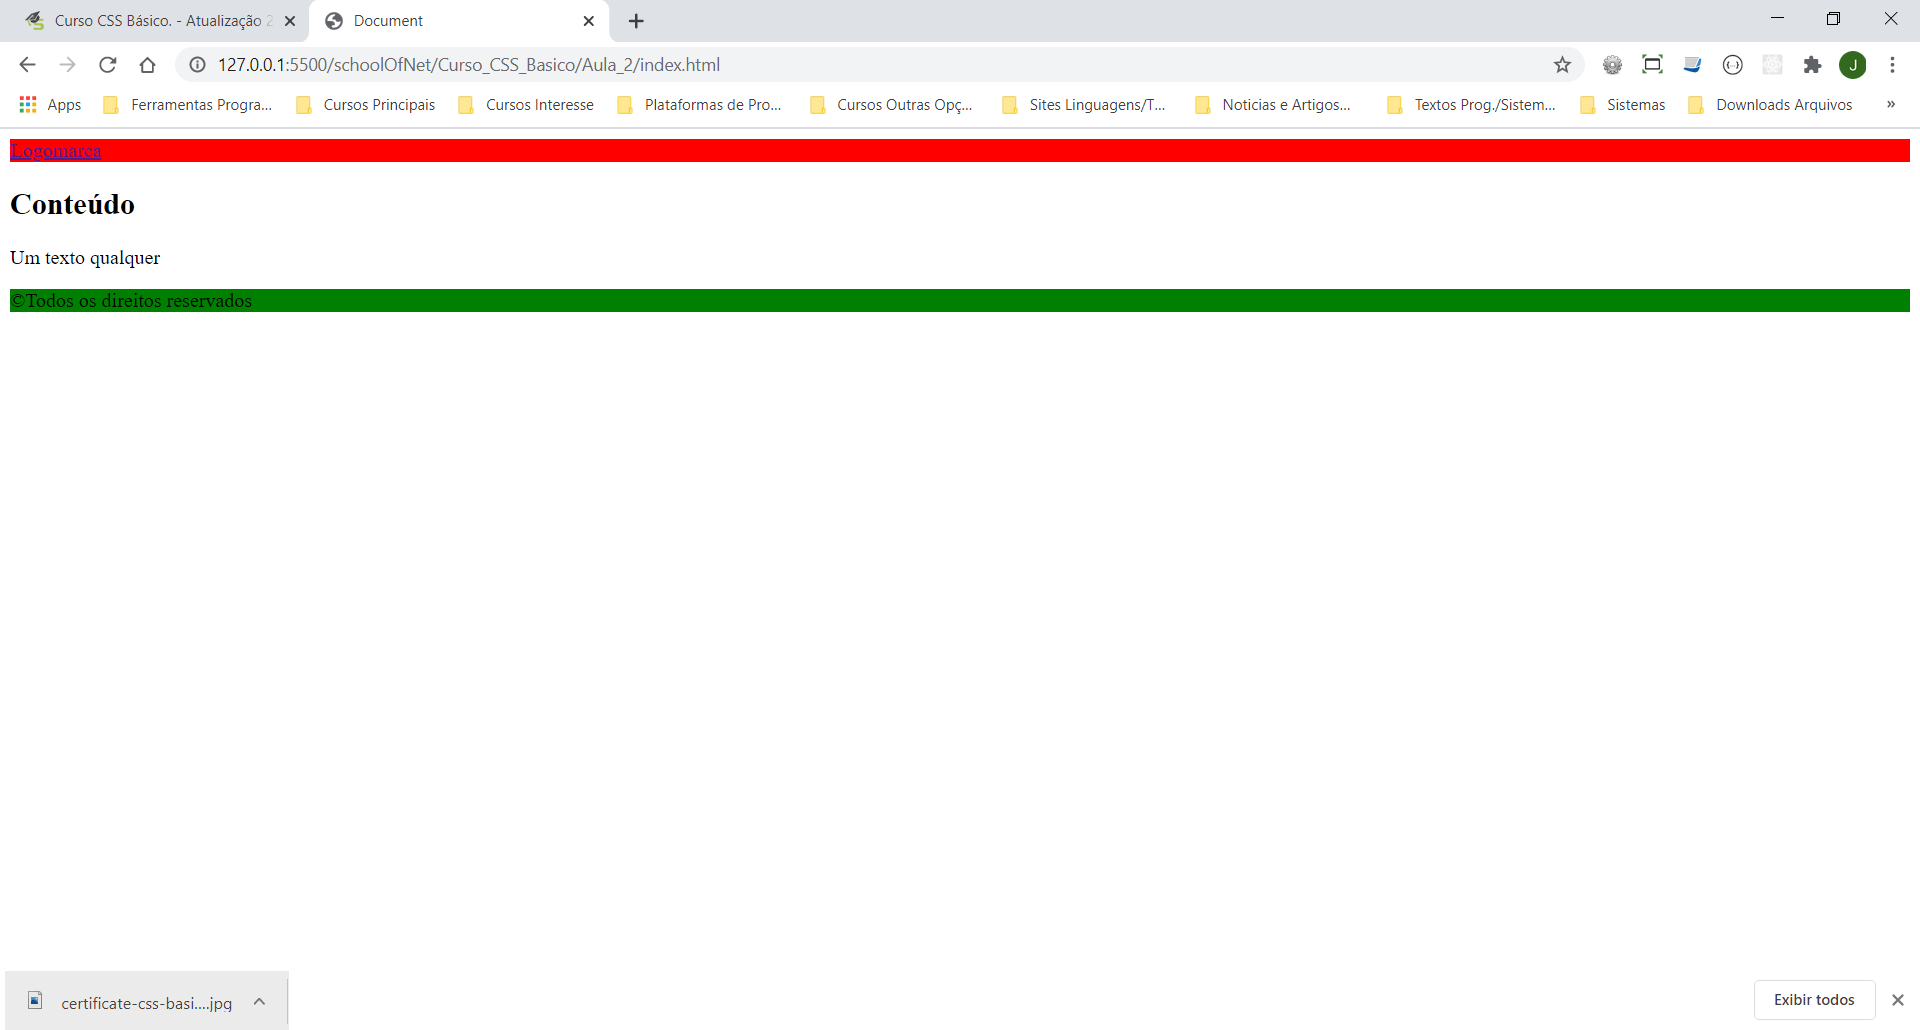 Curso CSS Básico. - Atualização 2
Document
127.0.0.1:5500/schoolOfNet/Curso_CSS_Basico/Aula_2/index.html
J
Apps Ferramentas Progra... Cursos Principais Cursos Interesse Plataformas de Pro... Cursos Outras Opç... Sites Linguagens/T... Noticias e Artigos... Textos Prog./Sistem... Sistemas Downloads Arquivos »
Logomarca
Conteúdo
Um texto qualquer
©Todos os direitos reservados
certificate-css-basi....jpg
Exibir todos